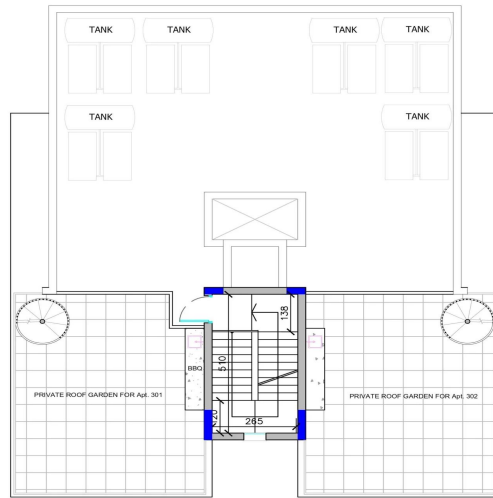 TANK
TANK
TANK
TANK
TANK
TANK
138
510
BBQ
PRIVATE ROOF GARDEN FOR Apt. 301
PRIVATE ROOF GARDEN FOR Apt. 302
120
265